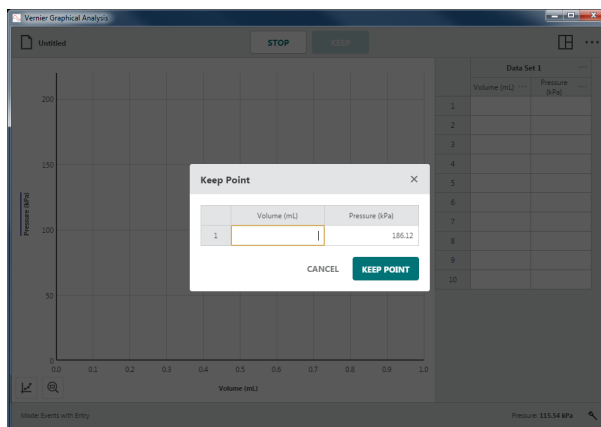 Vernier Graphical Analysis
Untitled
STOP
KEEP
Data Set 1
Volume (mL)
Pressure (kPa)
1
2
3
4
5
6
7
8
9
10
Pressure (kPa)
200
150
100
50
0
0.0 0.1 0.2 0.3 0.4 0.5 0.6 0.7 0.8 0.9 1.0
Volume (mL)
Keep Point
Volume (mL) Pressure (kPa)
1 186.12
CANCEL KEEP POINT
Mode: Events with Entry
Pressure: 115.54 kPa